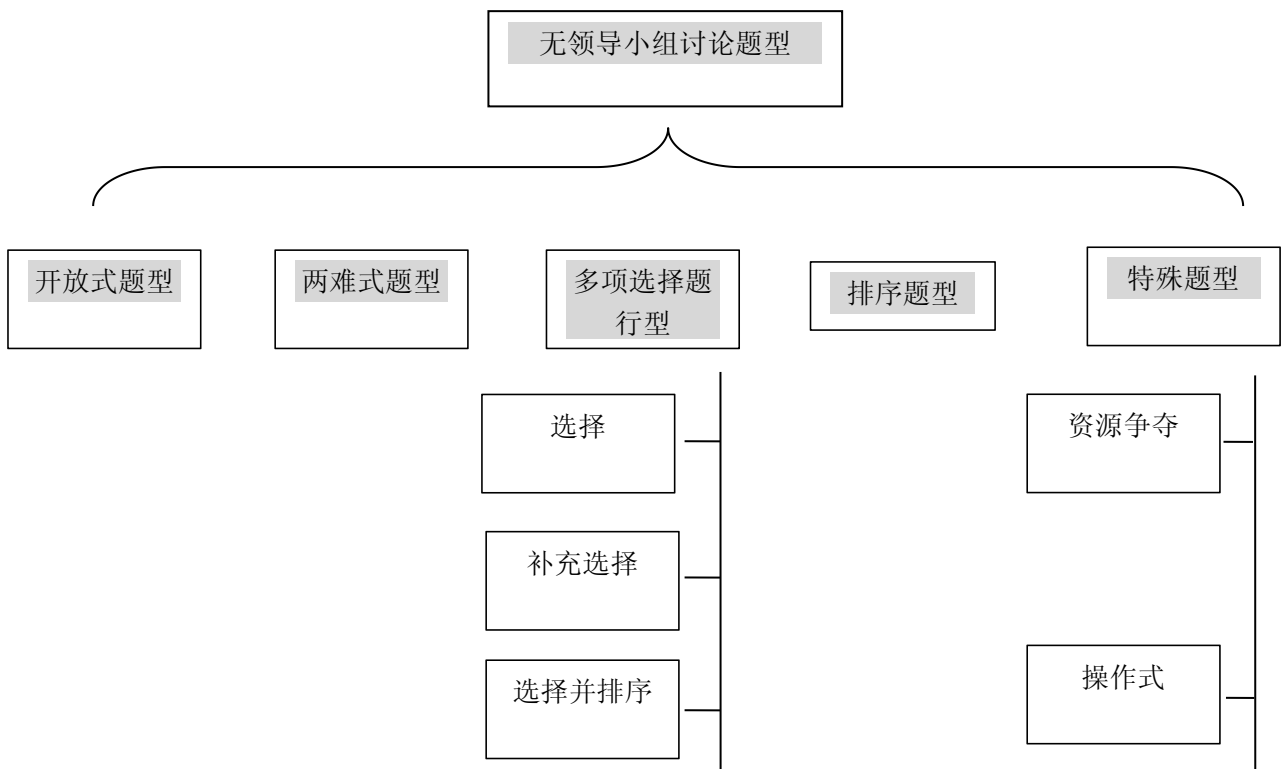 无领导小组讨论题型
开放式题型
两难式题型
多项选择题
行型
排序题型
特殊题型
选择
补充选择
选择并排序
资源争夺
操作式